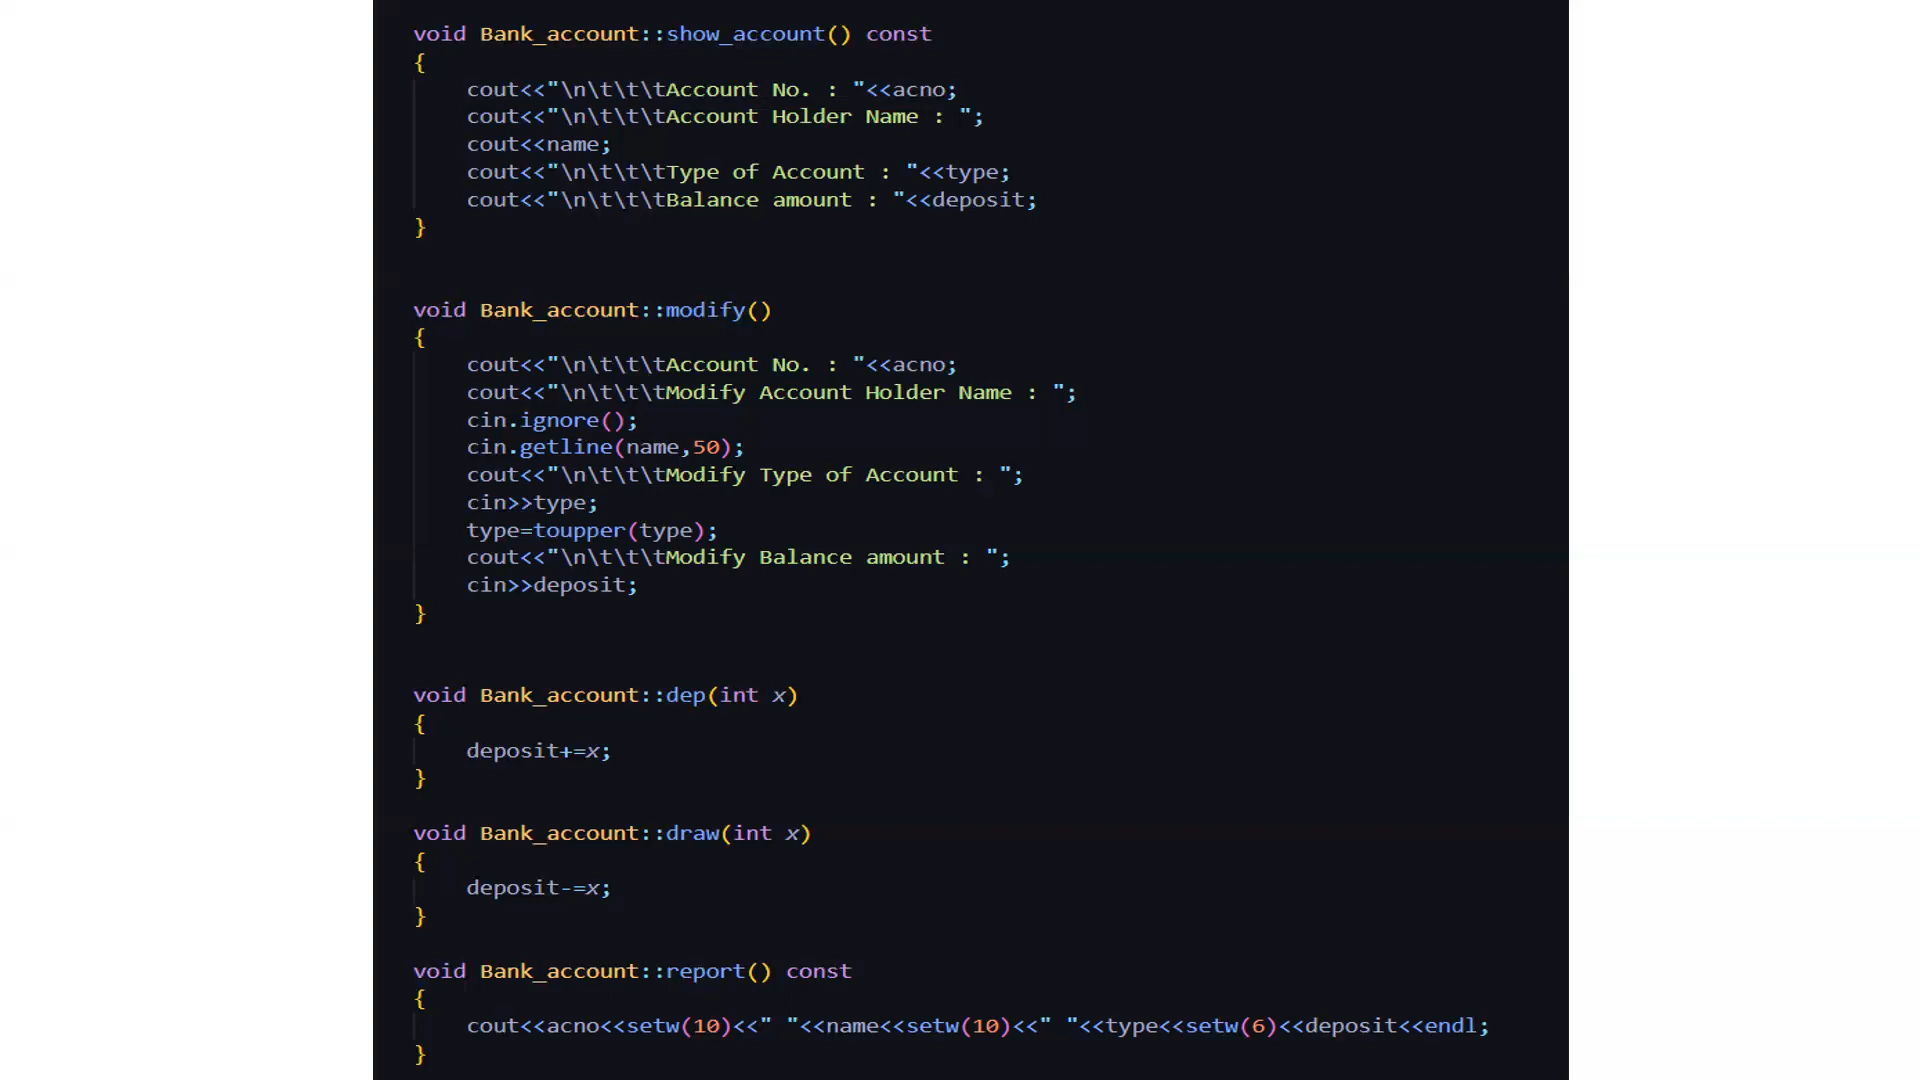 void Bank_account::show_account() const
{
    cout<<"\n\t\t\tAccount No. : "<<acno;
    cout<<"\n\t\t\tAccount Holder Name : ";
    cout<<name;
    cout<<"\n\t\t\tType of Account : "<<type;
    cout<<"\n\t\t\tBalance amount : "<<deposit;
}
void Bank_account::modify()
{
    cout<<"\n\t\t\tAccount No. : "<<acno;
    cout<<"\n\t\t\tModify Account Holder Name : ";
    cin.ignore();
    cin.getline(name,50);
    cout<<"\n\t\t\tModify Type of Account : ";
    cin>>type;
    type=toupper(type);
    cout<<"\n\t\t\tModify Balance amount : ";
    cin>>deposit;
}
void Bank_account::dep(int x)
{
    deposit+=x;
}
void Bank_account::draw(int x)
{
    deposit-=x;
}
void Bank_account::report() const
{
    cout<<acno<<setw(10)<<" "<<name<<setw(10)<<" "<<type<<setw(6)<<deposit<<endl;
}